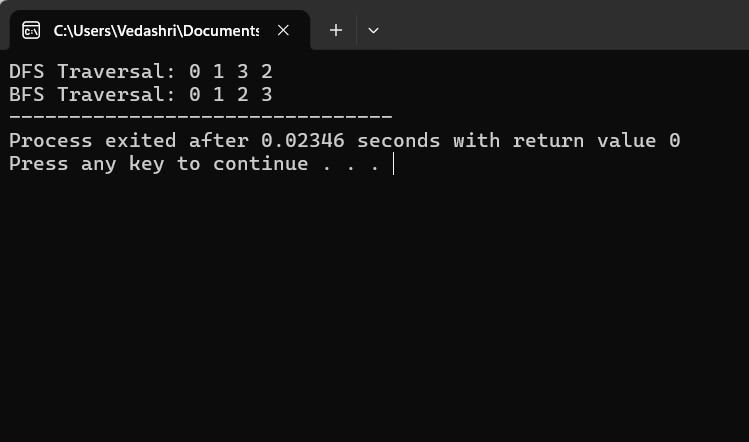 C:\Users\Vedashri\Documents
DFS Traversal: 0 1 3 2
BFS Traversal: 0 1 2 3
--------------------------------
Process exited after 0.02346 seconds with return value 0
Press any key to continue . . .